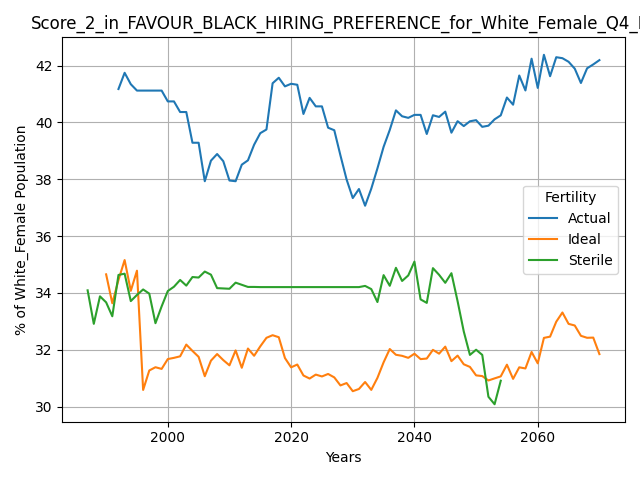 Score_2_in_FAVOUR_BLACK_HIRING_PREFERENCE_for_White_Female_Q4_
42
40
38
36
34
32
30
% of White_Female Population
Fertility
Actual
Ideal
Sterile
2000
2020
2040
2060
Years